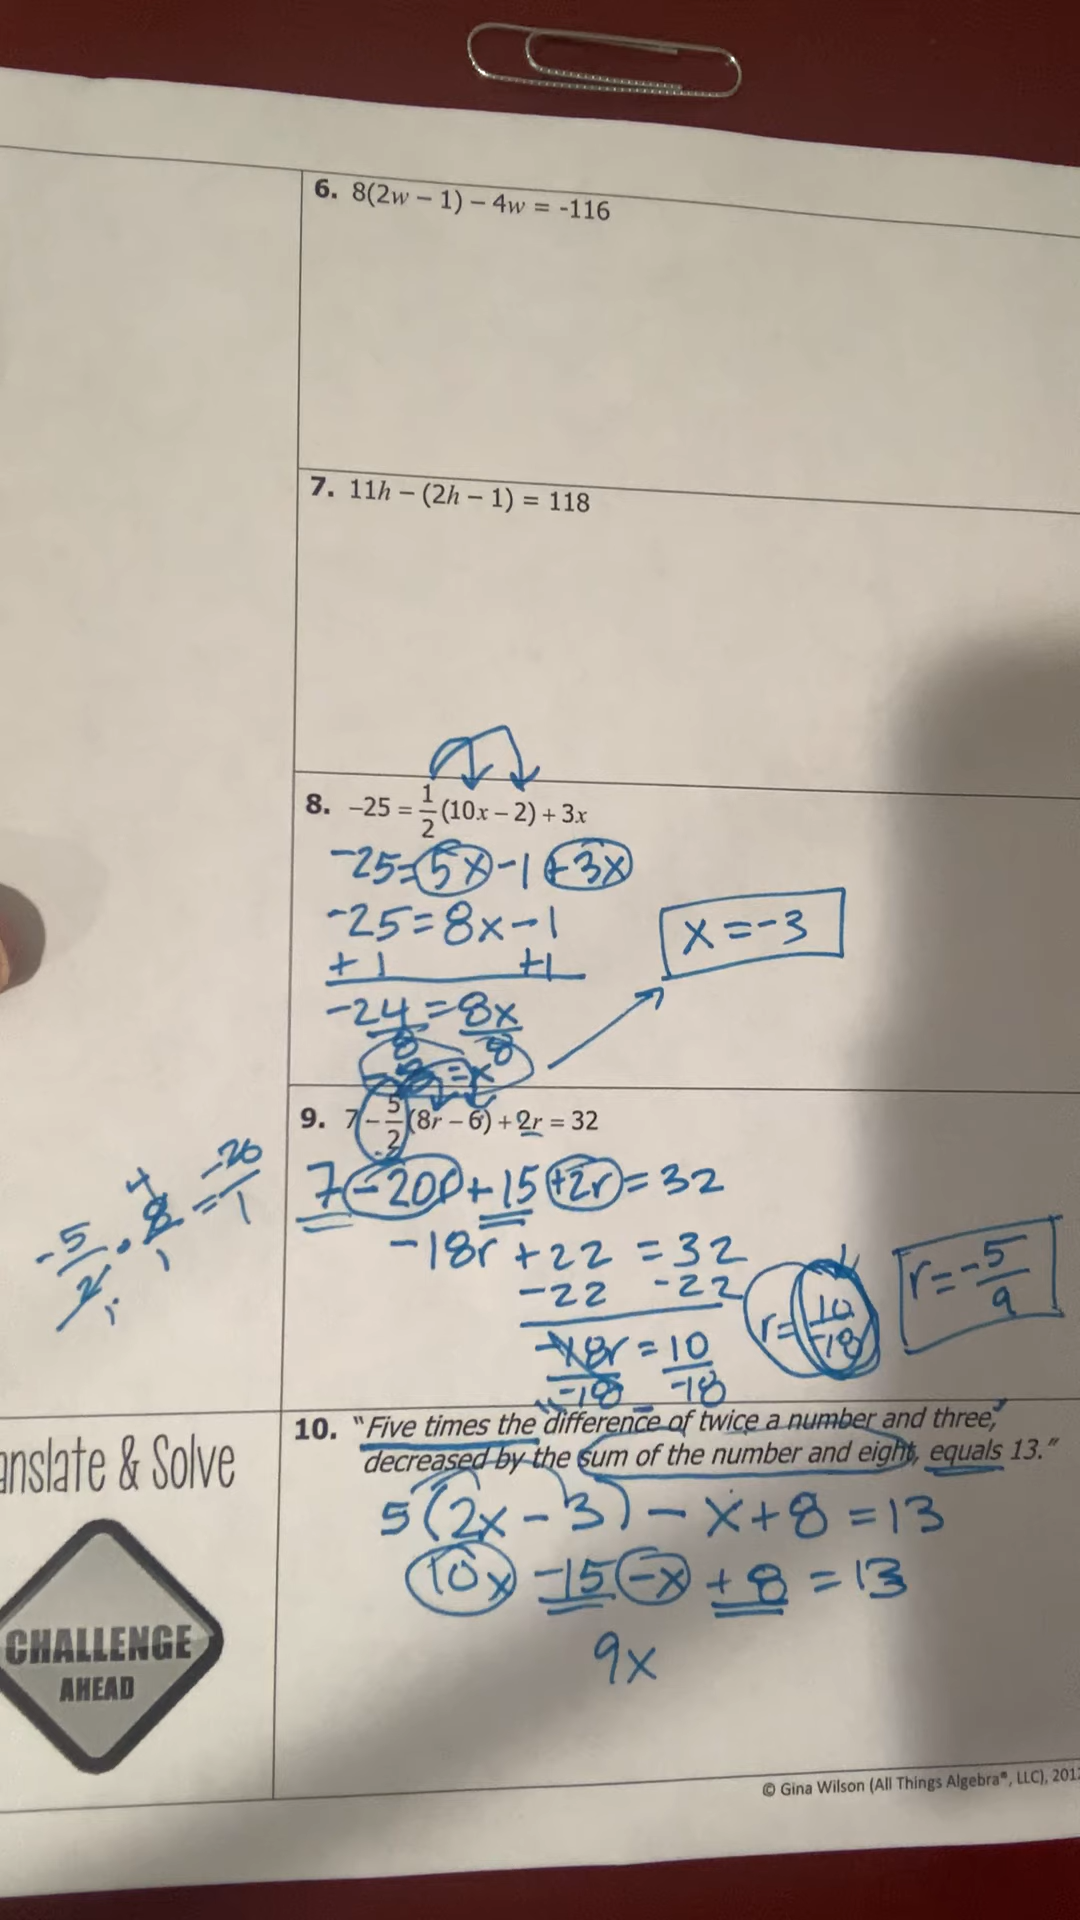 6. 8(2w – 1) – 4w = -116
7. 11h – (2h – 1) = 118
8. –25 = 1/2 (10x – 2) + 3x
-25 = 5x - 1 + 3x
-25 = 8x - 1
+1 +1
-24/8 = 8x/8
= x
x = -3
9. 7 – 5/2 (8r – 6) + 2r = 32
7 - 20r + 15 + 2r = 32
-18r + 22 = 32
-22 -22
-18r/-18 = 10/-18
r = 10/-18
r = -5/9
-5/2 · 8/1 = -20/1
4
1
anslate & Solve
CHALLENGE
AHEAD
10. "Five times the difference of twice a number and three,
decreased by the sum of the number and eight, equals 13."
5(2x - 3) - x + 8 = 13
10x - 15 - x + 8 = 13
9x
© Gina Wilson (All Things Algebra®, LLC), 2012